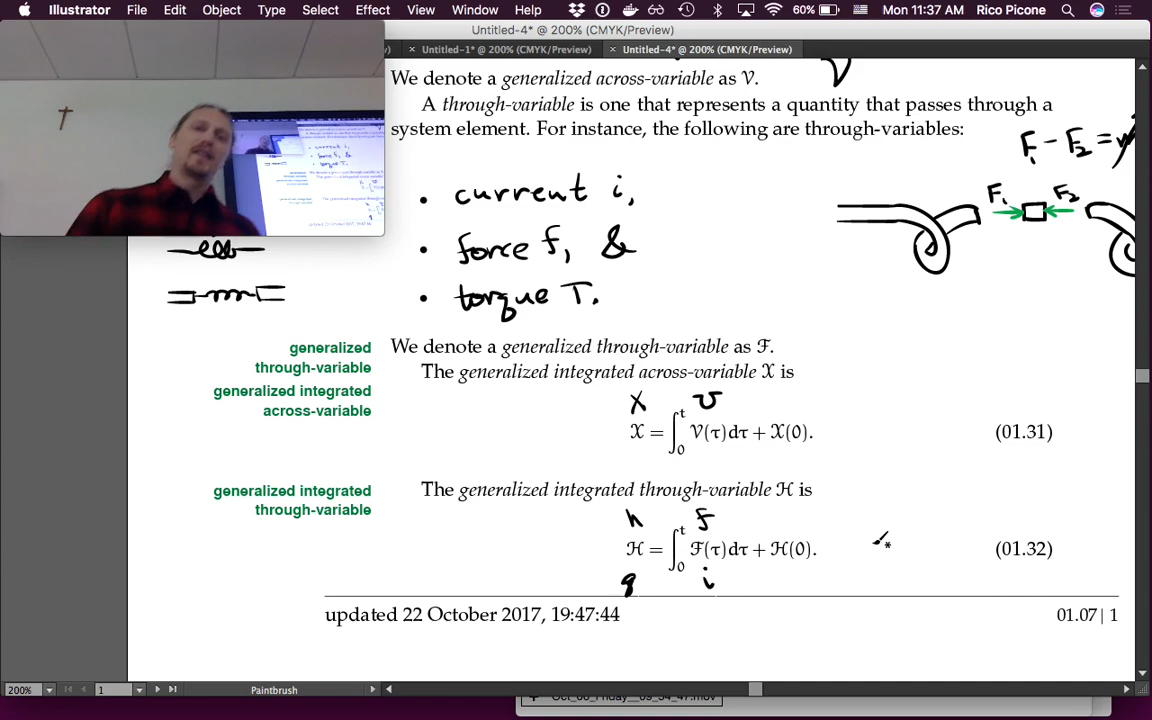 Illustrator File Edit Object Type Select Effect View Window Help 60% Mon 11:37 AM Rico Picone
Untitled-4* @ 200% (CMYK/Preview)
Untitled-1* @ 200% (CMYK/Preview) Untitled-4* @ 200% (CMYK/Preview)
We denote a generalized across-variable as 𝒱.
A through-variable is one that represents a quantity that passes through a
system element. For instance, the following are through-variables:
F₁ − F₂ =
• current i,
F₁ F₂
• force f, &
• torque T.
generalized through-variable
We denote a generalized through-variable as ℱ.
generalized integrated across-variable
The generalized integrated across-variable 𝒳 is
x v
𝒳 = ∫₀ᵗ 𝒱(τ)dτ + 𝒳(0). (01.31)
generalized integrated through-variable
The generalized integrated through-variable ℋ is
h f
ℋ = ∫₀ᵗ ℱ(τ)dτ + ℋ(0). (01.32)
q i
updated 22 October 2017, 19:47:44 01.07 | 1
200% 1 Paintbrush